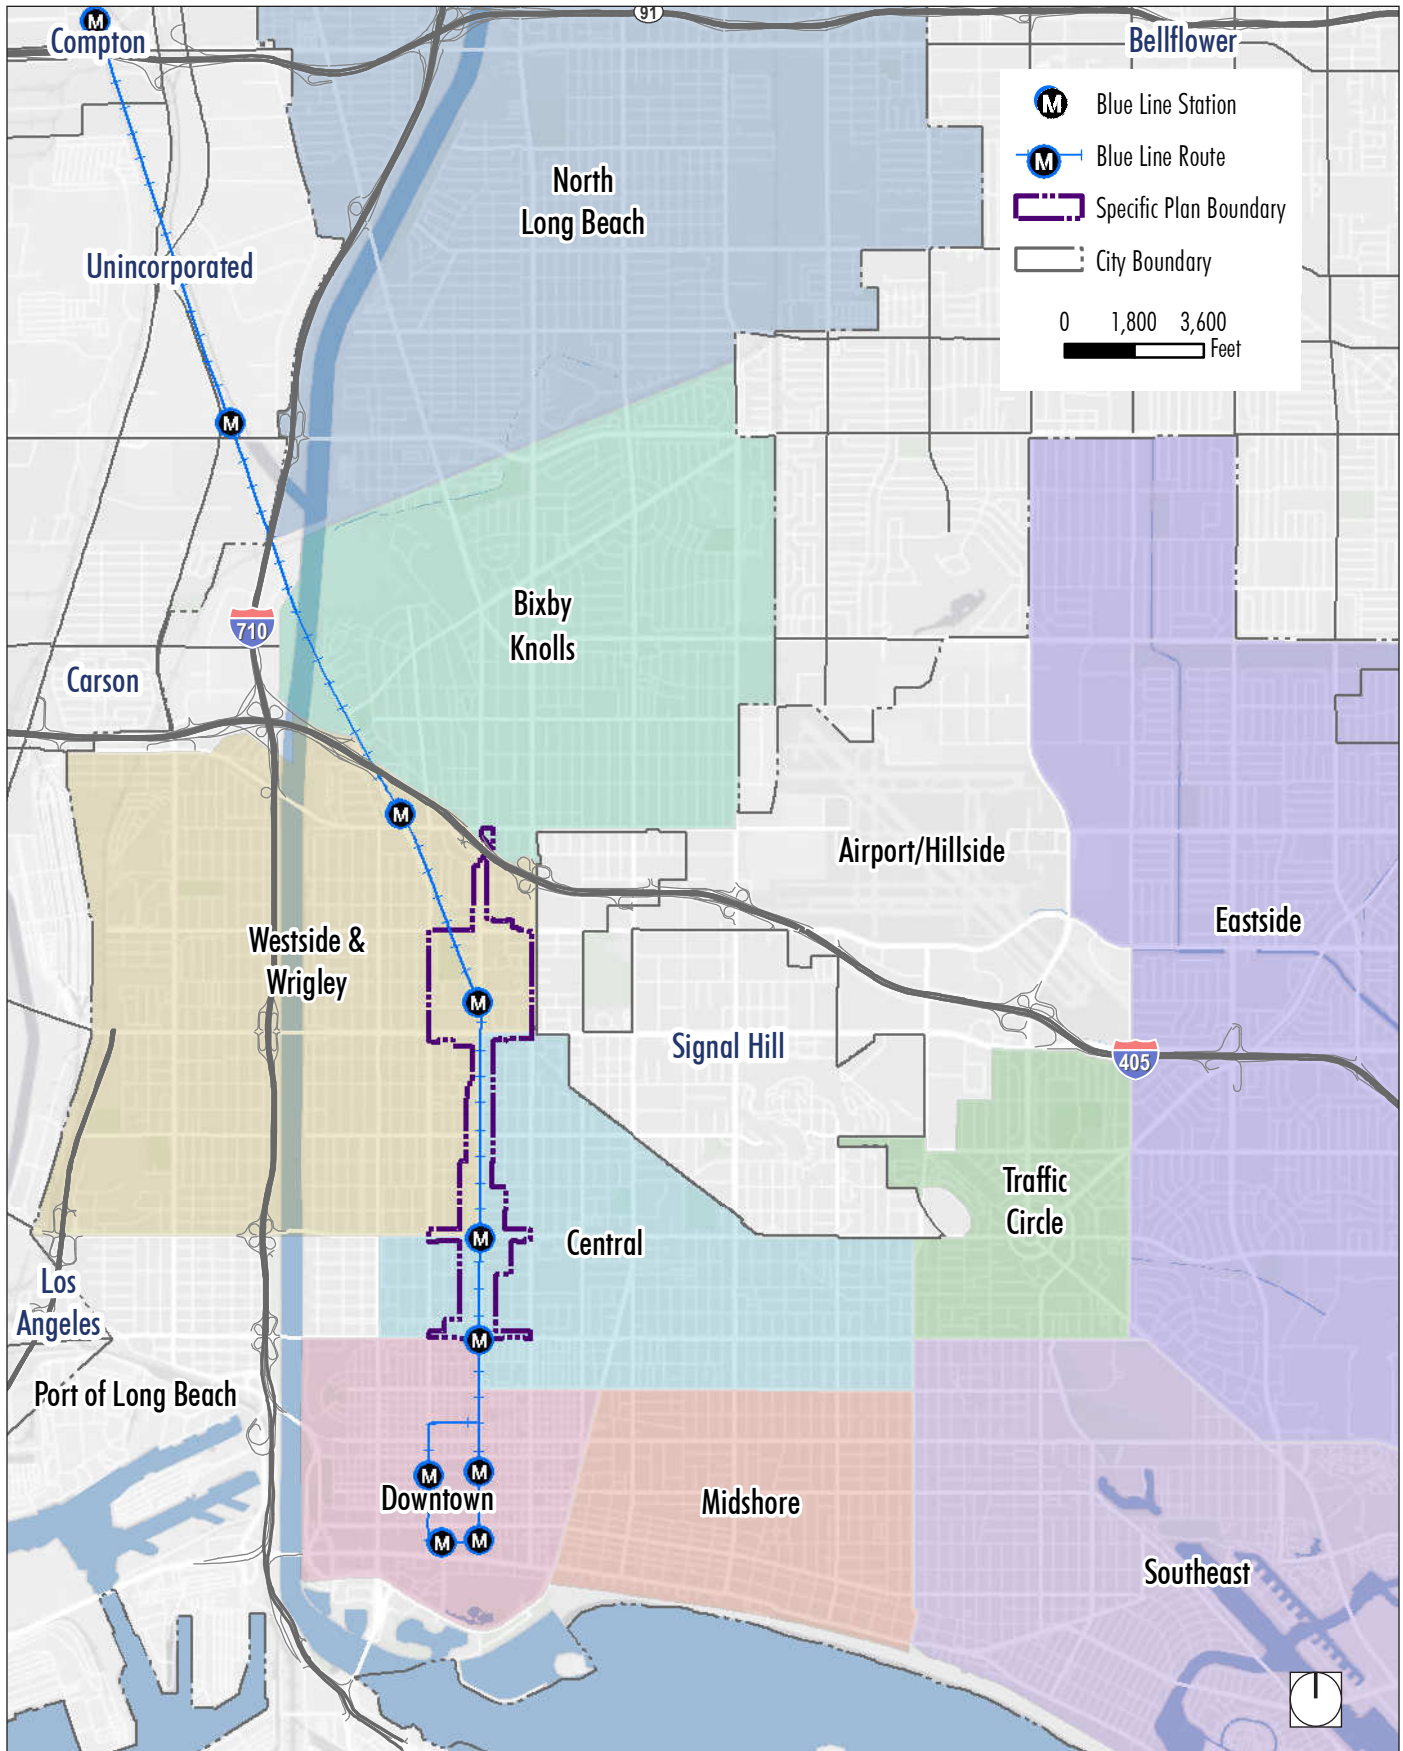 91
M
Compton
Bellflower
M Blue Line Station
M Blue Line Route
Specific Plan Boundary
City Boundary
0 1,800 3,600
Feet
North
Long Beach
Unincorporated
M
Bixby
Knolls
710
Carson
M
Airport/Hillside
Eastside
Westside &
Wrigley
M
Signal Hill
405
Traffic
Circle
M
Central
Los
Angeles
M
Port of Long Beach
M M
Downtown
Midshore
M M
Southeast